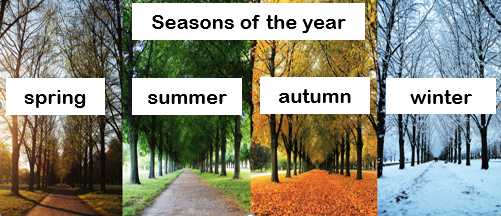 Seasons of the year
spring
summer
autumn
winter